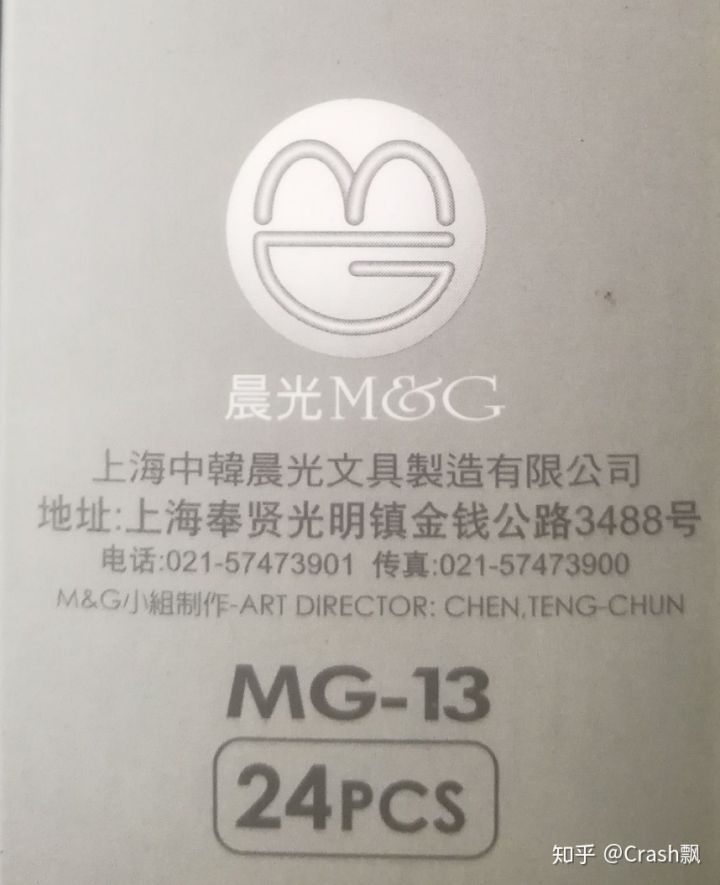 晨光M&G
上海中韓晨光文具製造有限公司
地址:上海奉贤光明镇金钱公路3488号
电话:021-57473901 传真:021-57473900
M&G小組制作-ART DIRECTOR: CHEN,TENG-CHUN
MG-13
24PCS
知乎 @Crash飘